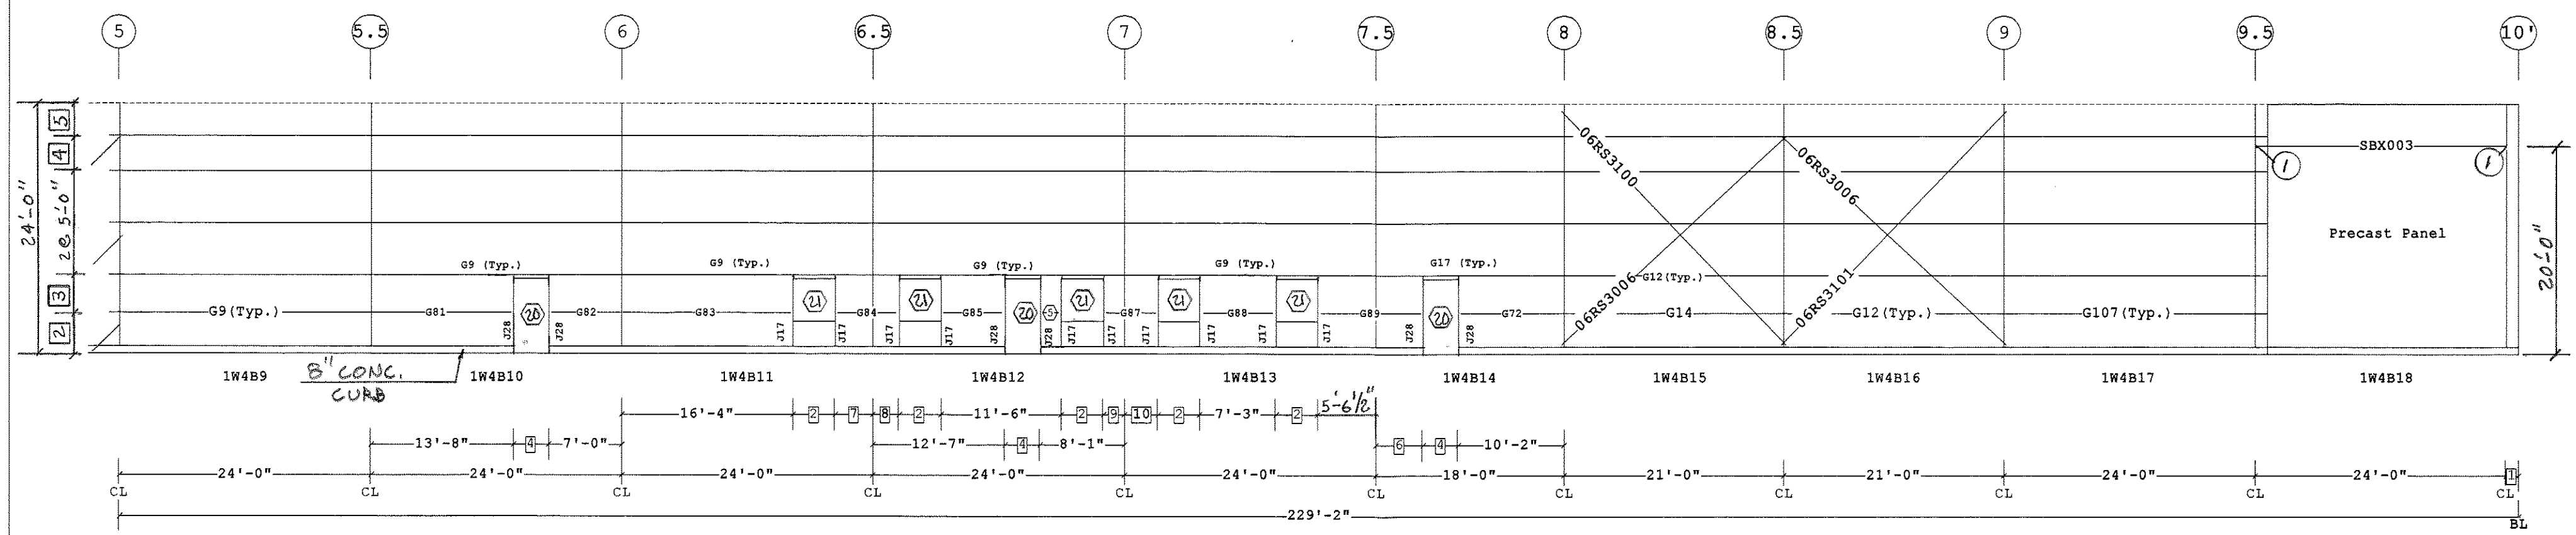 5 5.5 6 6.5 7 7.5 8 8.5 9 9.5 10'
24'-0" 5 4 2@ 5'-0" 3 2
06RS3100 06RS3006 SBX003
1 1
Precast Panel
20'-0"
G9 (Typ.) G9 (Typ.) G9 (Typ.) G9 (Typ.) G17 (Typ.)
G12(Typ.)
21 21 21 21 21
G9(Typ.) G81 20 G82 G83 G84 G85 20 5 G87 G88 G89 20 G72 06RS3006 G14 06RS3101 G12(Typ.) G107(Typ.)
J28 J28 J17 J17 J17 J28 J28 J17 J17 J17 J17 J17 J28 J28
1W4B9 8" CONC. CURB 1W4B10 1W4B11 1W4B12 1W4B13 1W4B14 1W4B15 1W4B16 1W4B17 1W4B18
16'-4" 2 7 8 2 11'-6" 2 9 10 2 7'-3" 2 5'-6 1/2"
13'-8" 4 7'-0" 12'-7" 4 8'-1" 6 4 10'-2"
24'-0" 24'-0" 24'-0" 24'-0" 24'-0" 18'-0" 21'-0" 21'-0" 24'-0" 24'-0" 1
CL CL CL CL CL CL CL CL CL CL CL
229'-2"
BL